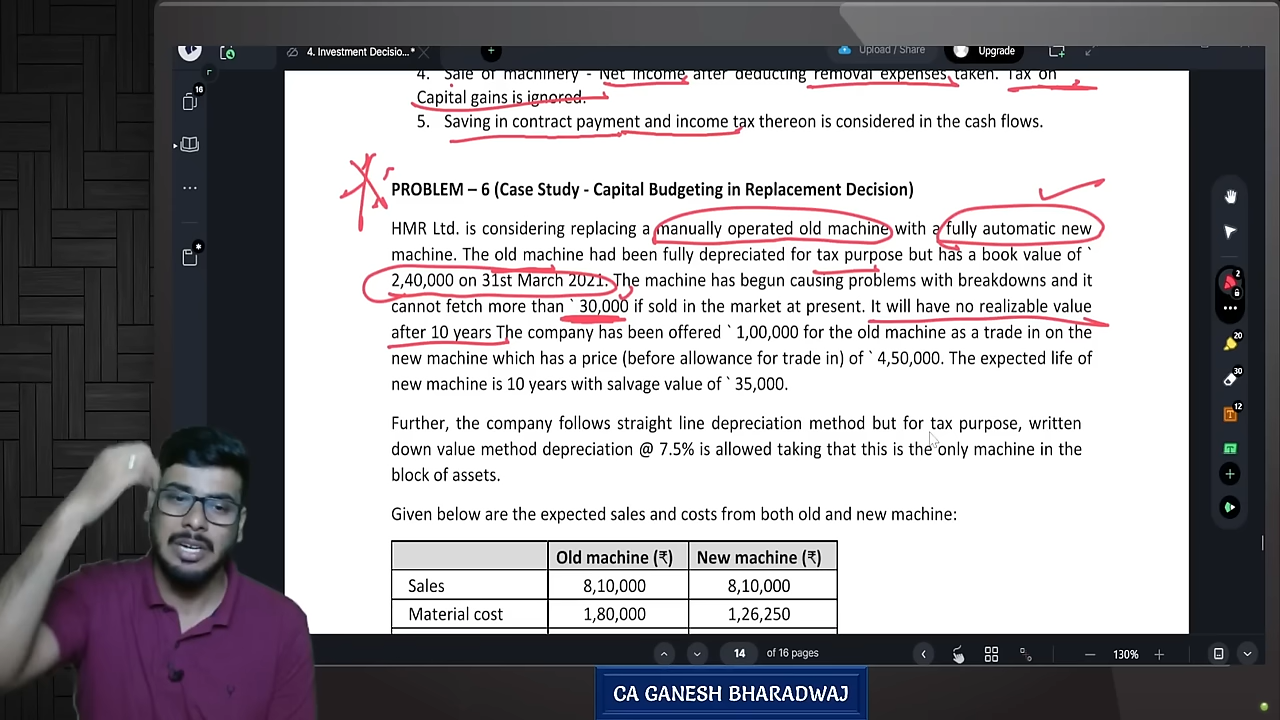 4. Investment Decisio...*
Upload / Share
Upgrade
4. Sale of machinery - Net income after deducting removal expenses taken. Tax on
Capital gains is ignored.
5. Saving in contract payment and income tax thereon is considered in the cash flows.
PROBLEM – 6 (Case Study - Capital Budgeting in Replacement Decision)
HMR Ltd. is considering replacing a manually operated old machine with a fully automatic new
machine. The old machine had been fully depreciated for tax purpose but has a book value of `
2,40,000 on 31st March 2021. The machine has begun causing problems with breakdowns and it
cannot fetch more than ` 30,000 if sold in the market at present. It will have no realizable value
after 10 years The company has been offered ` 1,00,000 for the old machine as a trade in on the
new machine which has a price (before allowance for trade in) of ` 4,50,000. The expected life of
new machine is 10 years with salvage value of ` 35,000.
Further, the company follows straight line depreciation method but for tax purpose, written
down value method depreciation @ 7.5% is allowed taking that this is the only machine in the
block of assets.
Given below are the expected sales and costs from both old and new machine:
Old machine (₹) New machine (₹)
Sales 8,10,000 8,10,000
Material cost 1,80,000 1,26,250
16
2
20
30
12
14 of 16 pages
130%
CA GANESH BHARADWAJ